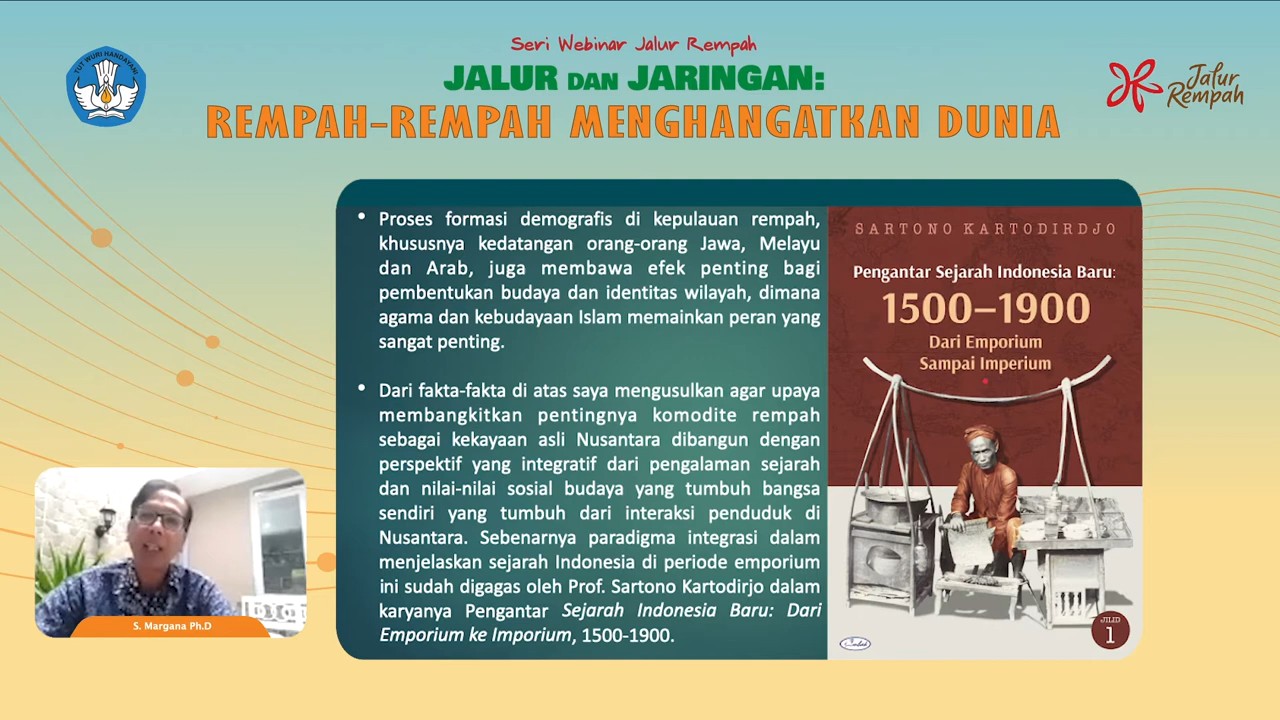 Seri Webinar Jalur Rempah
JALUR DAN JARINGAN:
REMPAH-REMPAH MENGHANGATKAN DUNIA
TUT WURI HANDAYANI
Jalur
Rempah
• Proses formasi demografis di kepulauan rempah,
khususnya kedatangan orang-orang Jawa, Melayu
dan Arab, juga membawa efek penting bagi
pembentukan budaya dan identitas wilayah, dimana
agama dan kebudayaan Islam memainkan peran yang
sangat penting.
• Dari fakta-fakta di atas saya mengusulkan agar upaya
membangkitkan pentingnya komodite rempah
sebagai kekayaan asli Nusantara dibangun dengan
perspektif yang integratif dari pengalaman sejarah
dan nilai-nilai sosial budaya yang tumbuh bangsa
sendiri yang tumbuh dari interaksi penduduk di
Nusantara. Sebenarnya paradigma integrasi dalam
menjelaskan sejarah Indonesia di periode emporium
ini sudah digagas oleh Prof. Sartono Kartodirjo dalam
karyanya Pengantar Sejarah Indonesia Baru: Dari
Emporium ke Imporium, 1500-1900.
SARTONO KARTODIRDJO
Pengantar Sejarah Indonesia Baru:
1500–1900
Dari Emporium
Sampai Imperium
JILID
1
S. Margana Ph.D